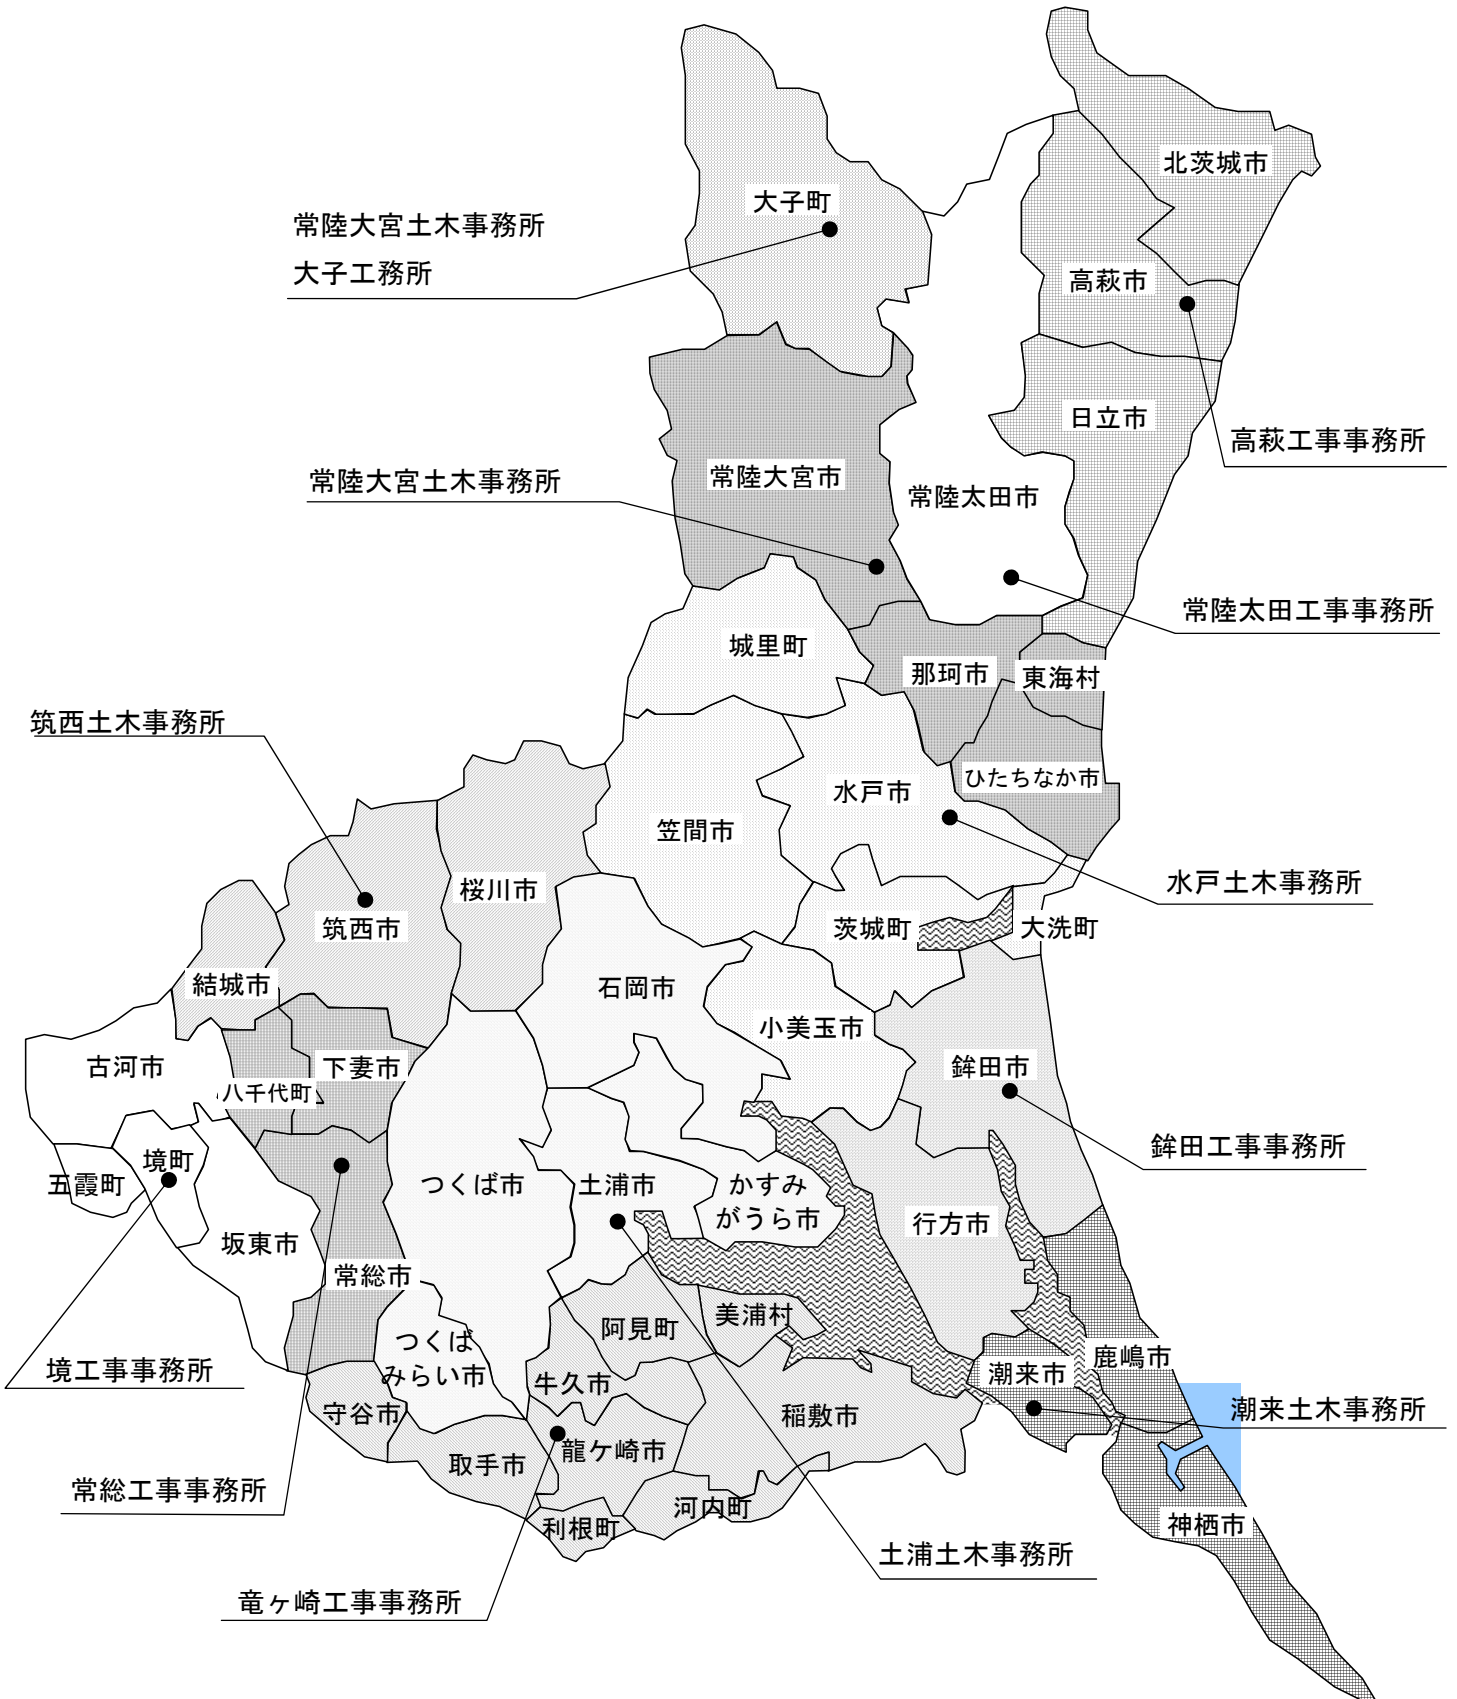 北茨城市
大子町
常陸大宮土木事務所
大子工務所
高萩市
日立市
高萩工事事務所
常陸大宮市
常陸大宮土木事務所
常陸太田市
常陸太田工事事務所
城里町
那珂市
東海村
筑西土木事務所
ひたちなか市
水戸市
笠間市
水戸土木事務所
桜川市
筑西市
茨城町
大洗町
結城市
石岡市
小美玉市
古河市
下妻市
八千代町
鉾田市
鉾田工事事務所
境町
五霞町
つくば市
土浦市
かすみ
がうら市
行方市
坂東市
常総市
美浦村
阿見町
つくば
みらい市
境工事事務所
鹿嶋市
潮来市
牛久市
守谷市
稲敷市
潮来土木事務所
取手市
龍ケ崎市
常総工事事務所
河内町
利根町
神栖市
土浦土木事務所
竜ヶ崎工事事務所